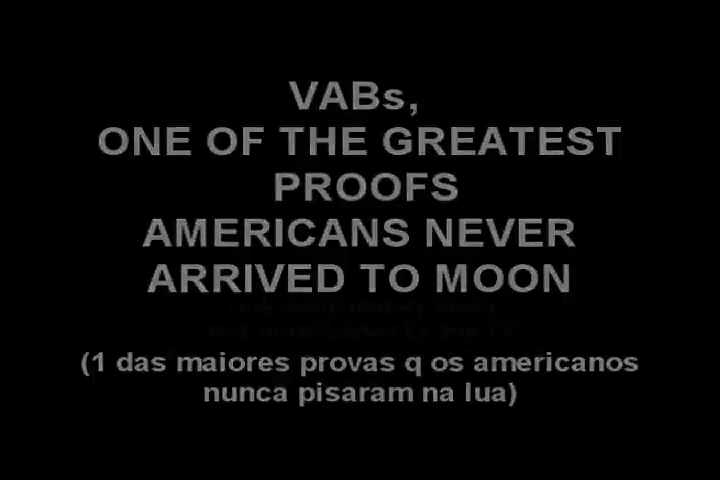 VABs,
ONE OF THE GREATEST
PROOFS
AMERICANS NEVER
ARRIVED TO MOON
(1 das maiores provas q os americanos
nunca pisaram na lua)